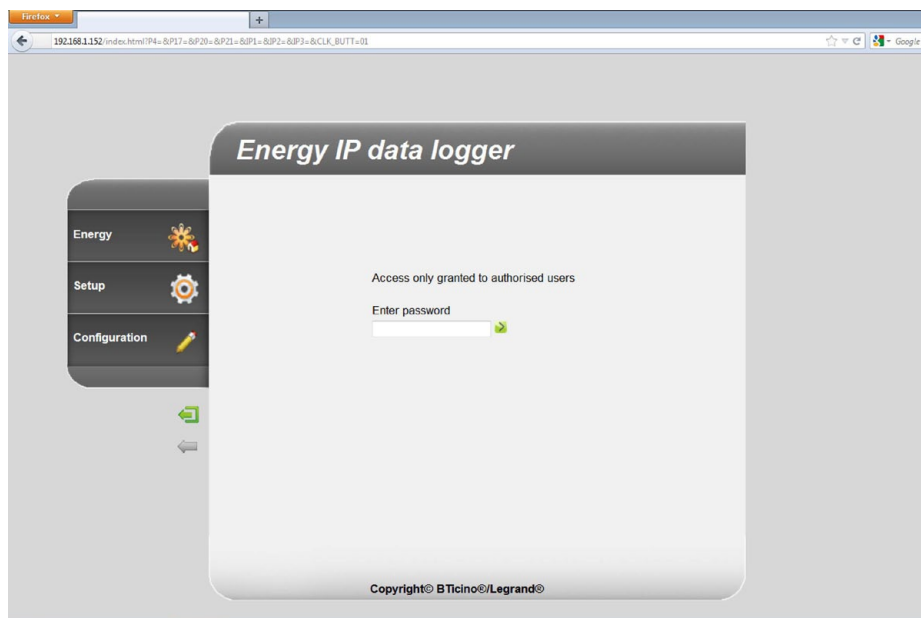 Firefox
192.168.1.152/index.html?P4=&P17=&P20=&P21=&IP1=&IP2=&IP3=&CLK_BUTT=01
Google
Energy IP data logger
Energy
Setup
Configuration
Access only granted to authorised users
Enter password
Copyright© BTicino®/Legrand®